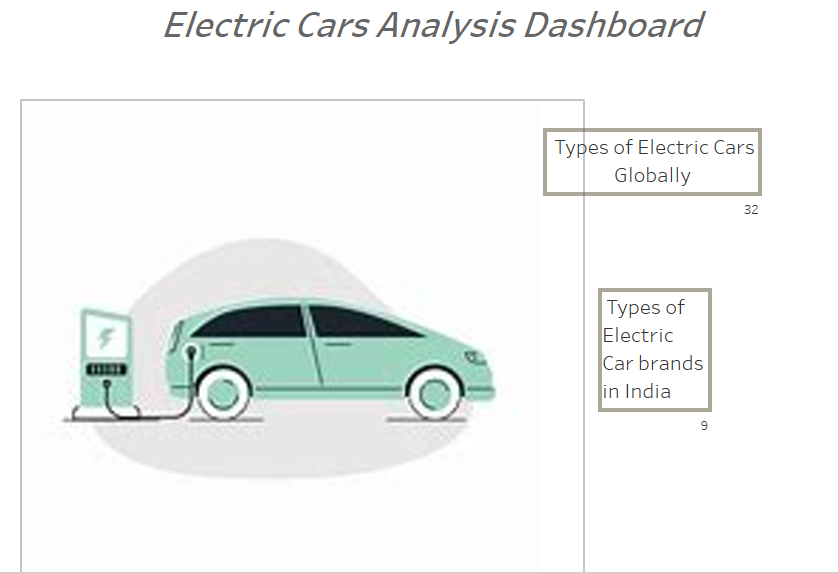 Electric Cars Analysis Dashboard
Types of Electric Cars
Globally
32
Types of
Electric
Car brands
in India
9